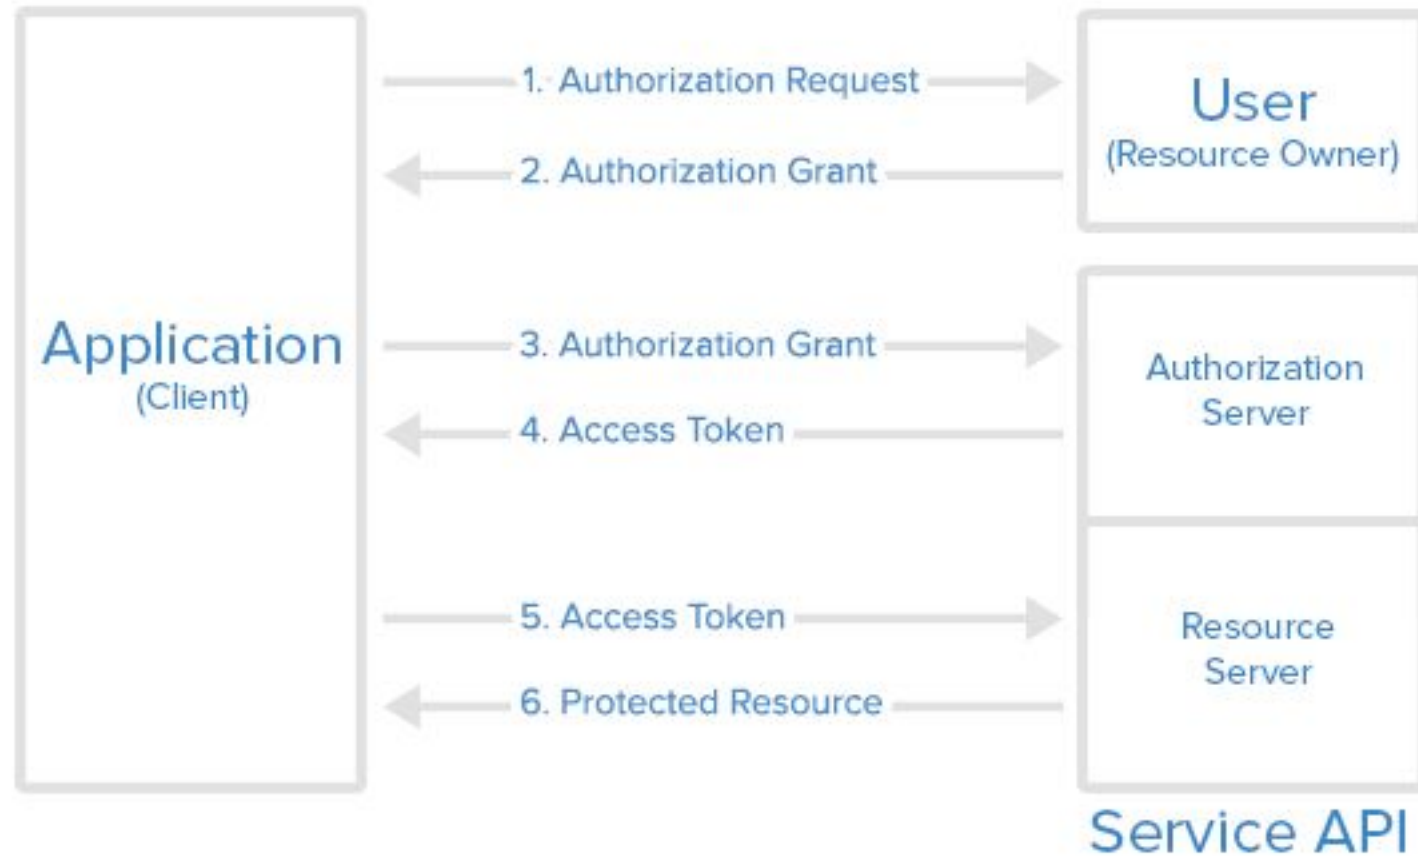 1. Authorization Request
User
(Resource Owner)
2. Authorization Grant
Application
(Client)
3. Authorization Grant
Authorization
Server
4. Access Token
5. Access Token
Resource
Server
6. Protected Resource
Service API